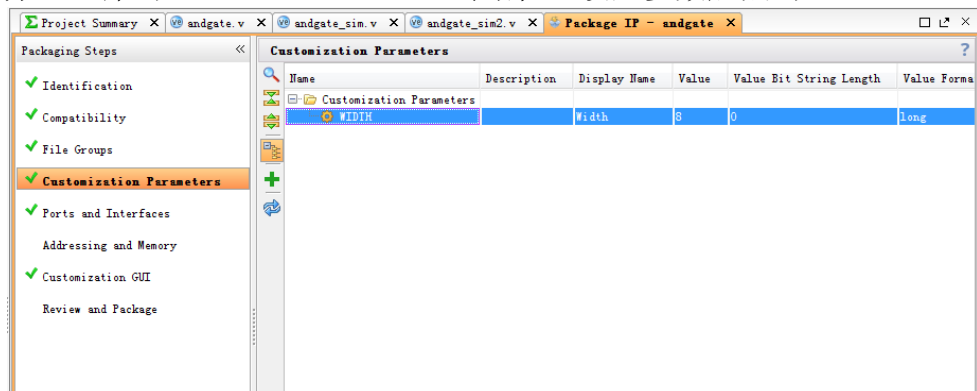 Project Summary andgate.v andgate_sim.v andgate_sim2.v Package IP - andgate
Packaging Steps
Identification
Compatibility
File Groups
Customization Parameters
Ports and Interfaces
Addressing and Memory
Customization GUI
Review and Package
Customization Parameters
Name Description Display Name Value Value Bit String Length Value Forma
Customization Parameters
WIDTH Width 8 0 long